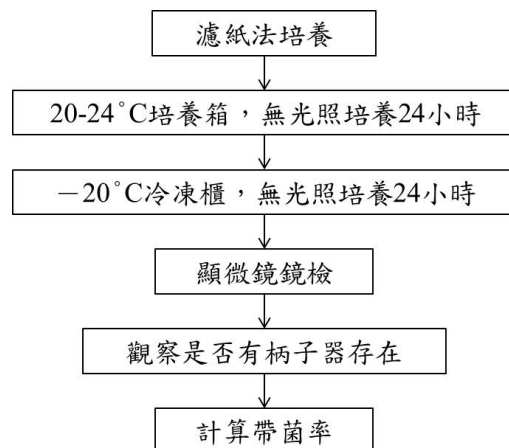 濾紙法培養
20-24°C培養箱，無光照培養24小時
－20°C冷凍櫃，無光照培養24小時
顯微鏡鏡檢
觀察是否有柄子器存在
計算帶菌率